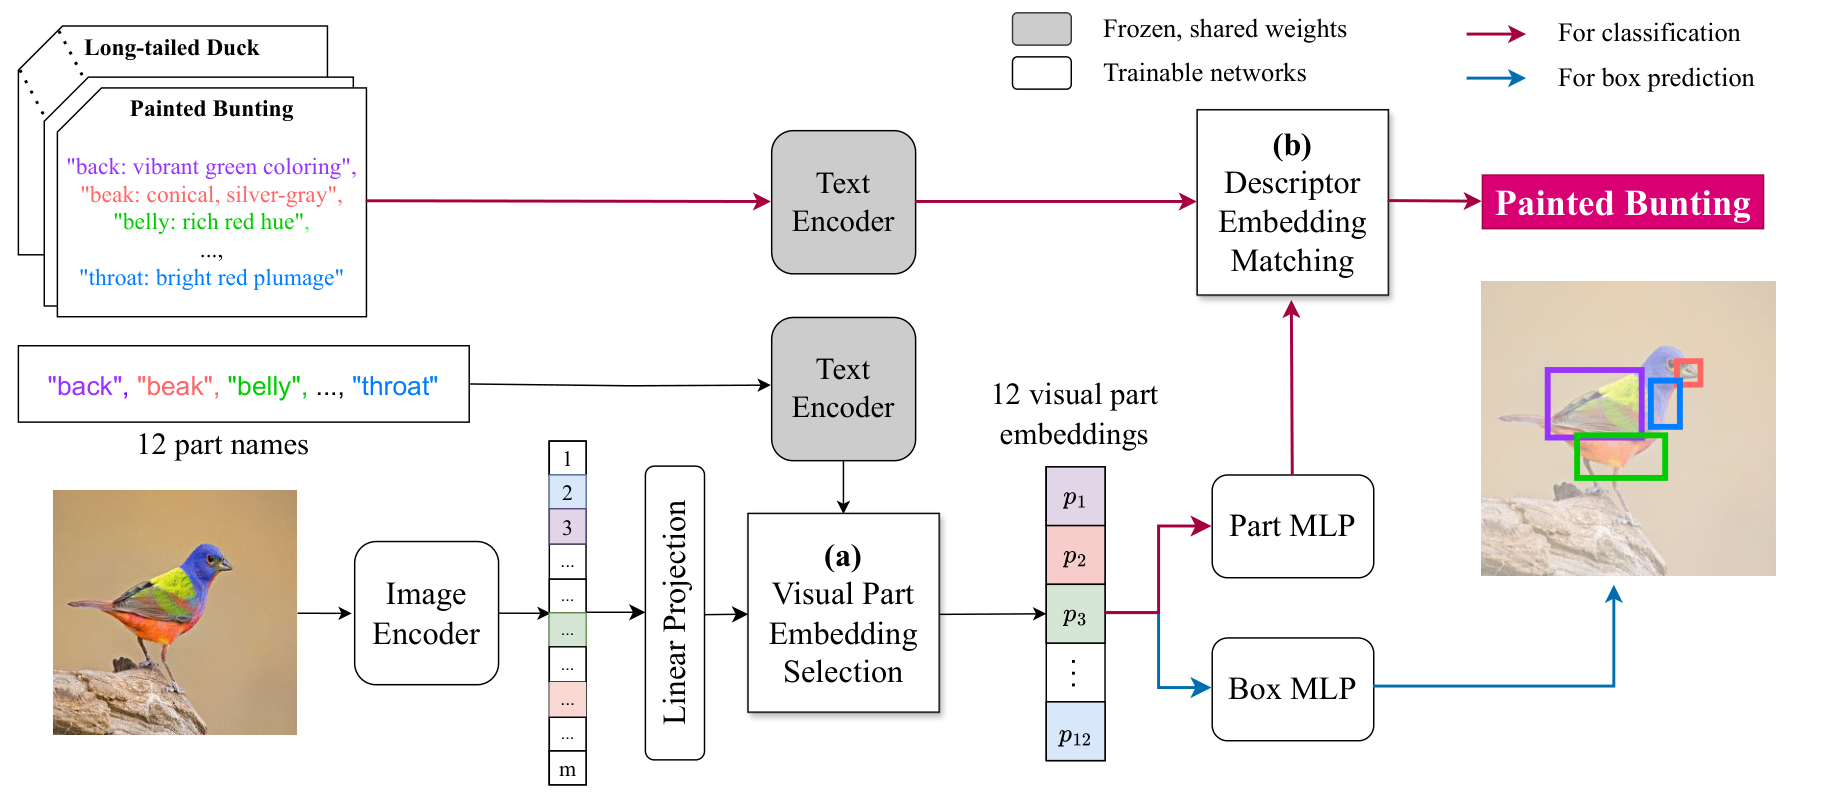 Long-tailed Duck
Painted Bunting
"back: vibrant green coloring",
"beak: conical, silver-gray",
"belly: rich red hue",
...,
"throat: bright red plumage"
Text
Encoder
(b)
Descriptor
Embedding
Matching
Painted Bunting
Frozen, shared weights
Trainable networks
For classification
For box prediction
"back", "beak", "belly", ..., "throat"
12 part names
Text
Encoder
Image
Encoder
1
2
3
...
...
...
...
...
...
m
Linear Projection
(a)
Visual Part
Embedding
Selection
12 visual part
embeddings
p1
p2
p3
⋮
p12
Part MLP
Box MLP